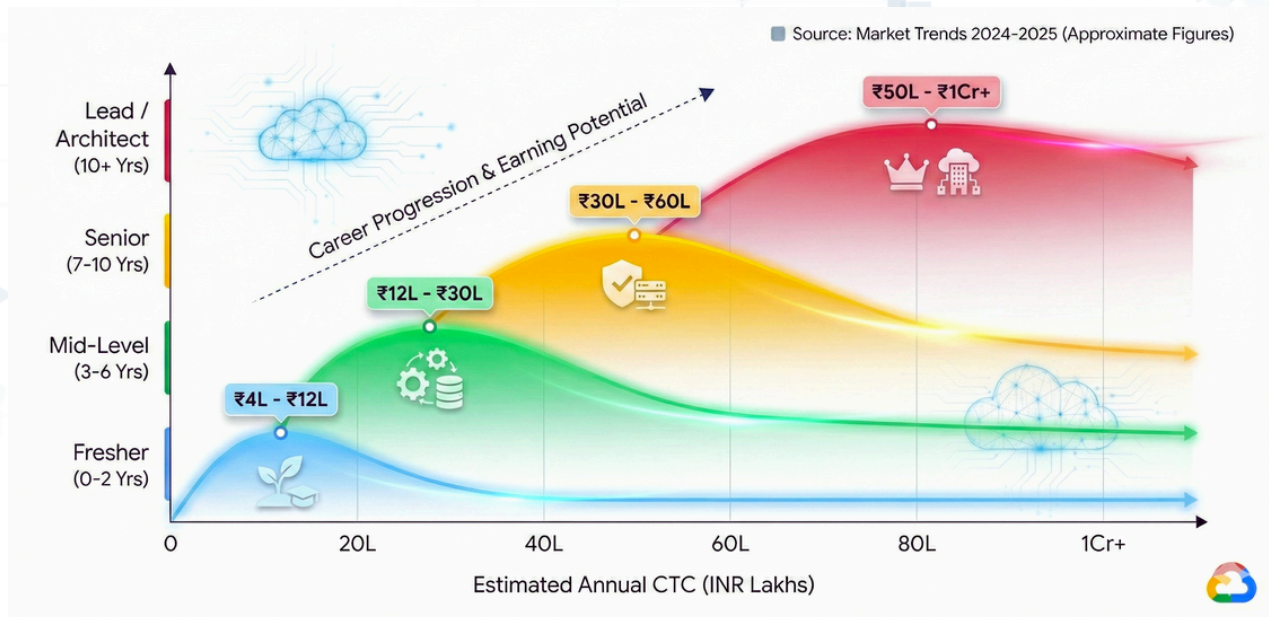 Source: Market Trends 2024-2025 (Approximate Figures)
Lead /
Architect
(10+ Yrs)
Senior
(7-10 Yrs)
Mid-Level
(3-6 Yrs)
Fresher
(0-2 Yrs)
Career Progression & Earning Potential
₹50L - ₹1Cr+
₹30L - ₹60L
₹12L - ₹30L
₹4L - ₹12L
0 20L 40L 60L 80L 1Cr+
Estimated Annual CTC (INR Lakhs)